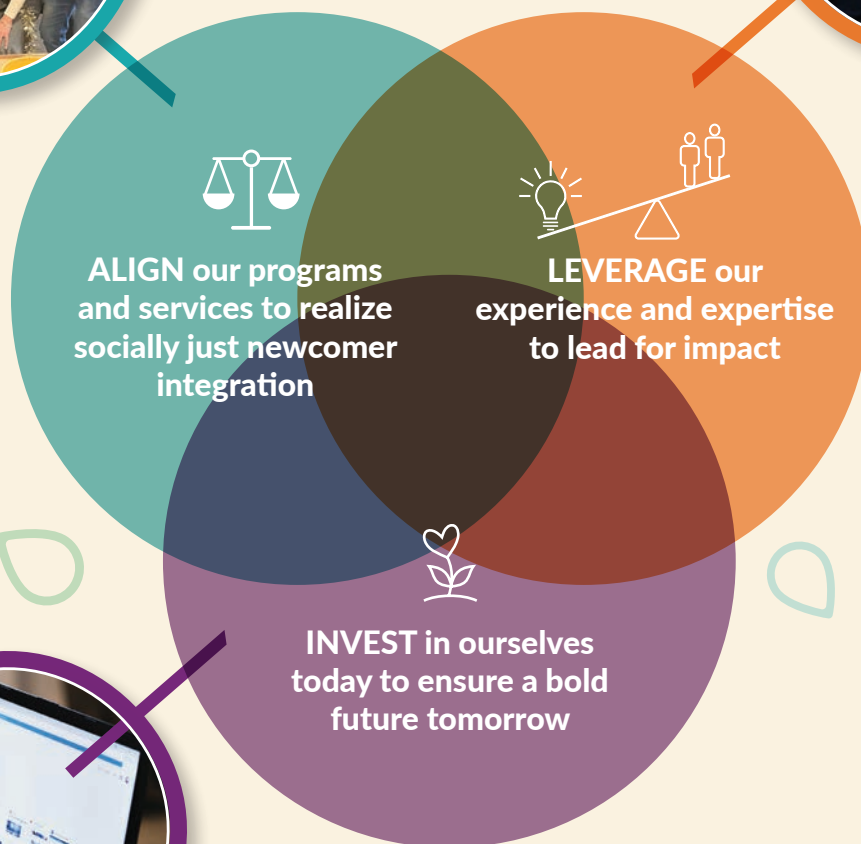 ALIGN our programs
and services to realize
socially just newcomer
integration
LEVERAGE our
experience and expertise
to lead for impact
INVEST in ourselves
today to ensure a bold
future tomorrow